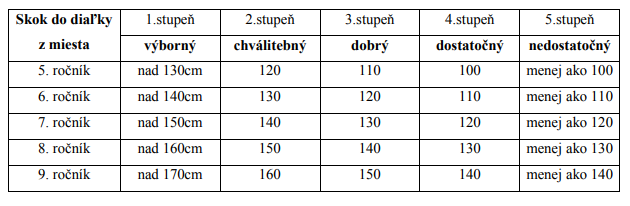 Skok do diaľky z miesta 1.stupeň 2.stupeň 3.stupeň 4.stupeň 5.stupeň
výborný chválitebný dobrý dostatočný nedostatočný
5. ročník nad 130cm 120 110 100 menej ako 100
6. ročník nad 140cm 130 120 110 menej ako 110
7. ročník nad 150cm 140 130 120 menej ako 120
8. ročník nad 160cm 150 140 130 menej ako 130
9. ročník nad 170cm 160 150 140 menej ako 140